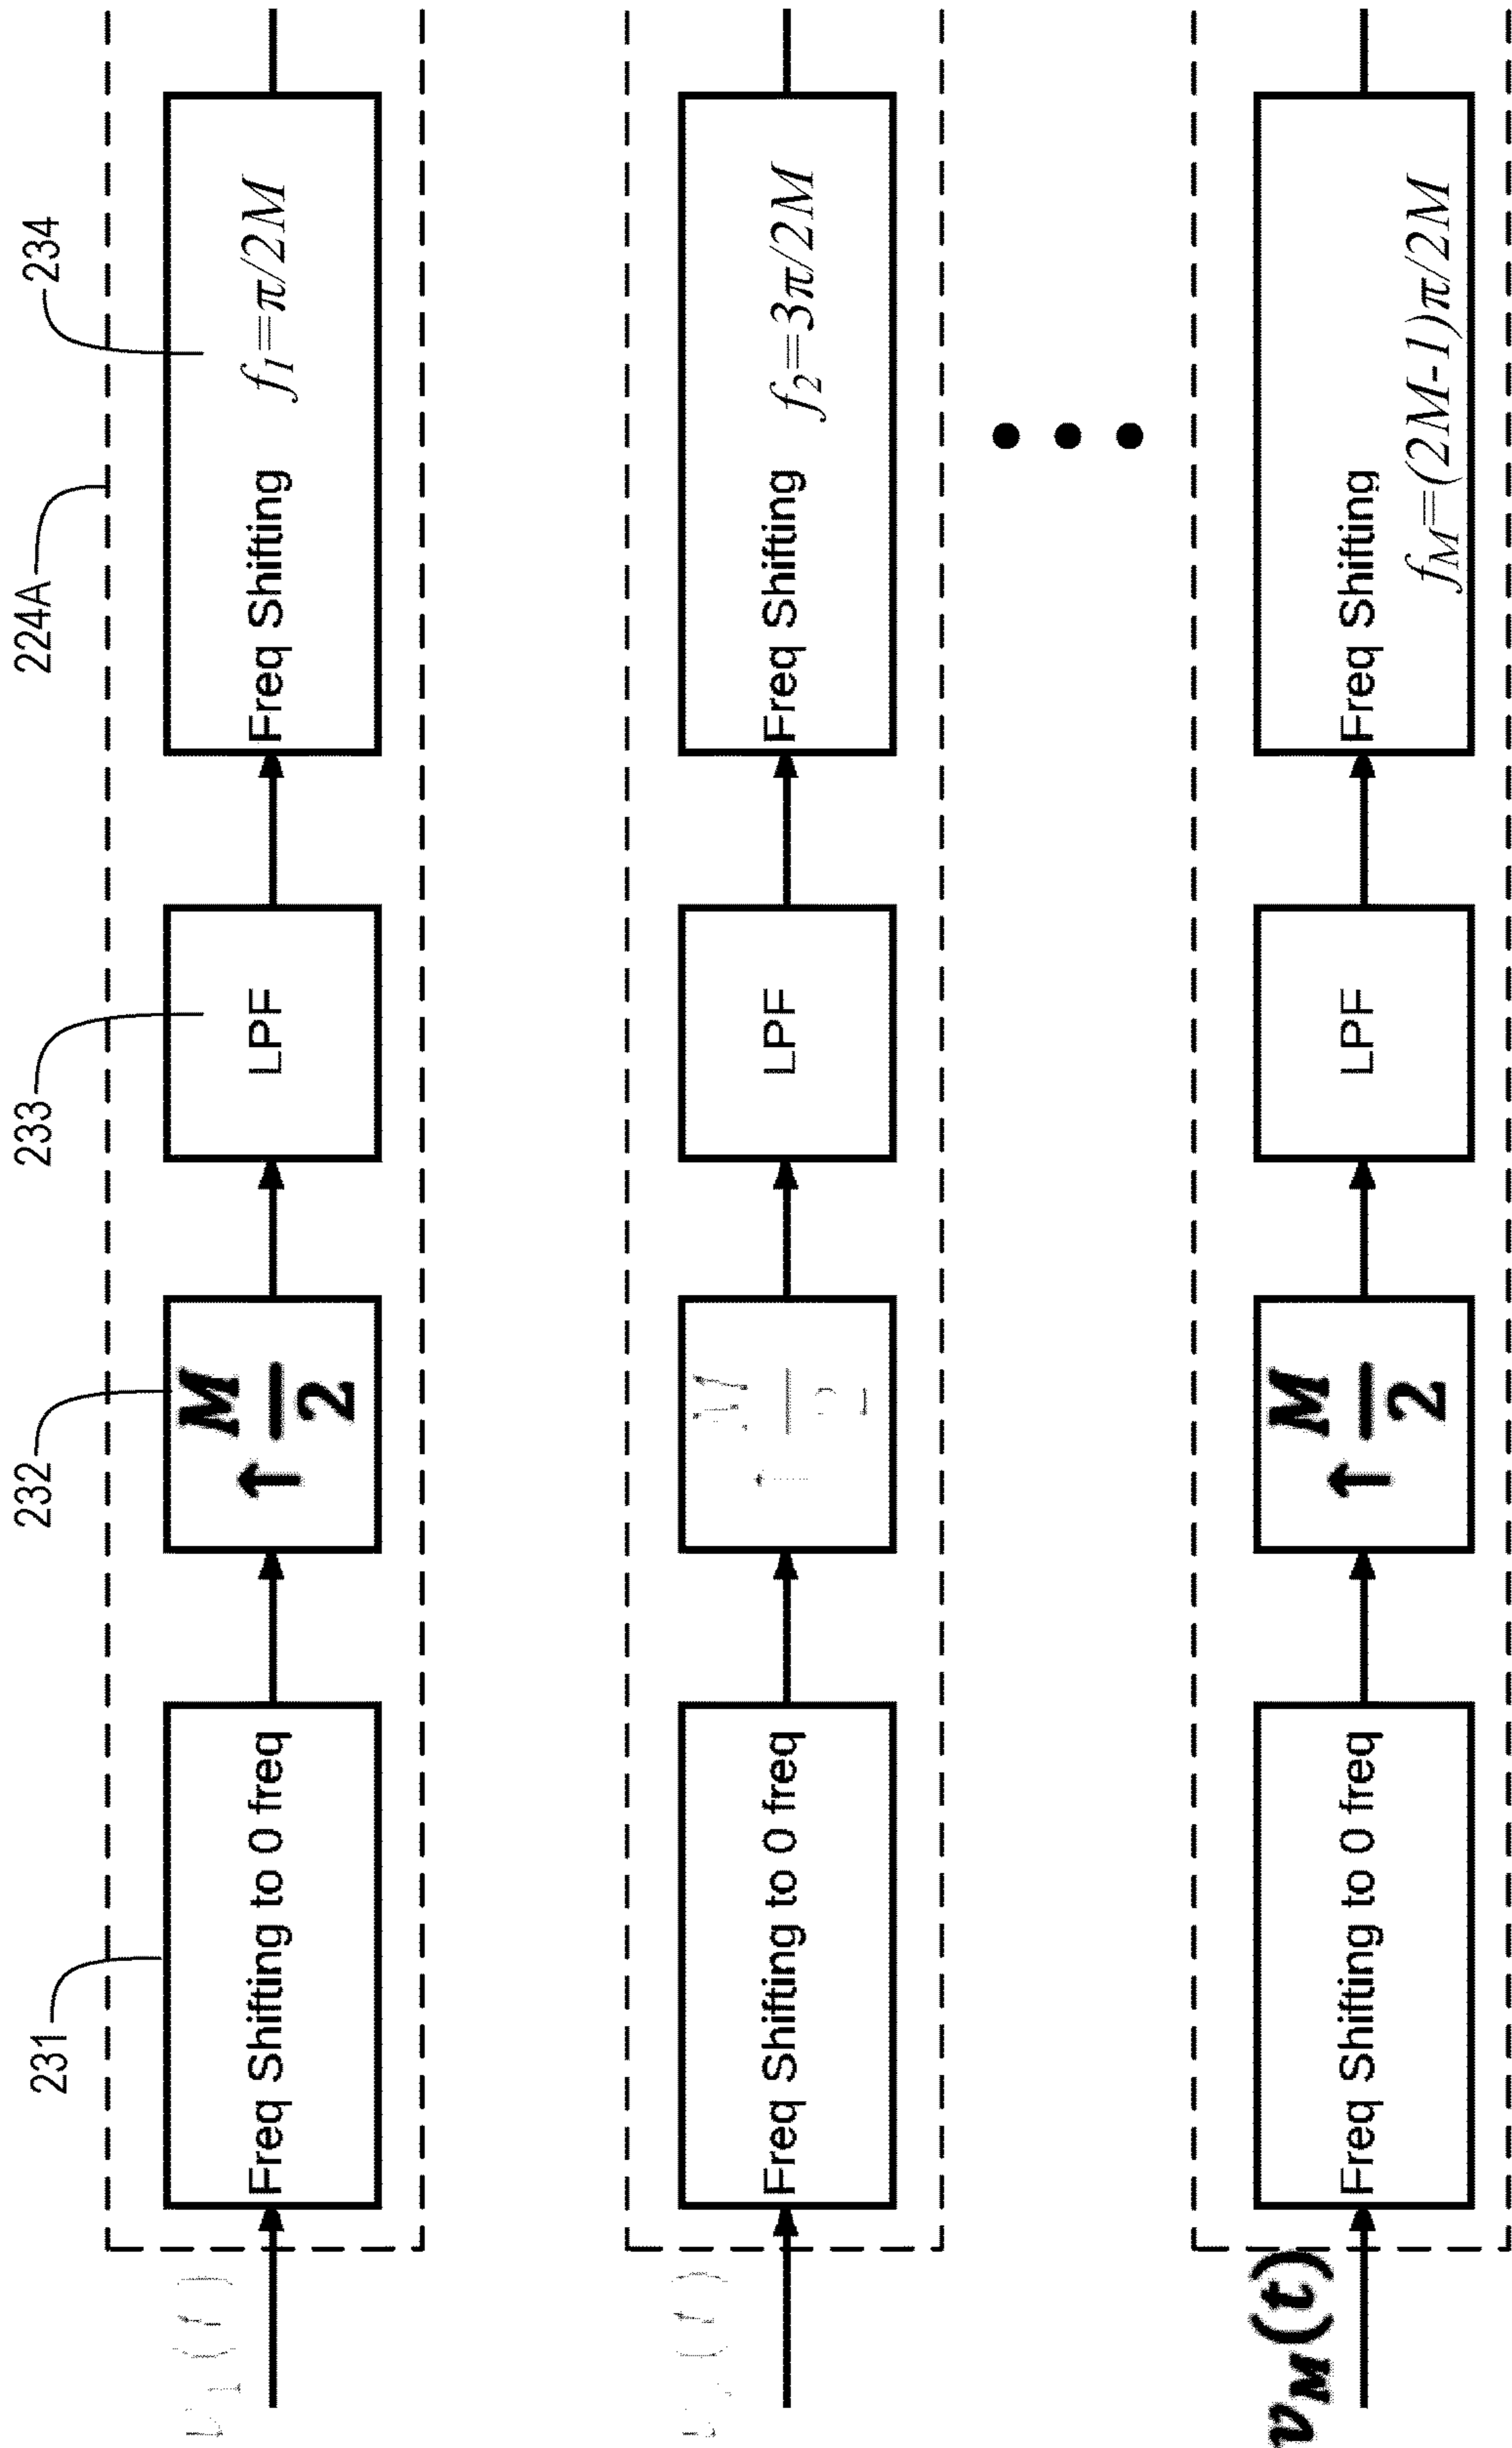 224A
231
232
233
234
Freq Shifting to 0 freq
↑ M/2
LPF
Freq Shifting f1=π/2M
Freq Shifting to 0 freq
LPF
Freq Shifting f2=3π/2M
vM(t)
Freq Shifting to 0 freq
↑ M/2
LPF
Freq Shifting
fM=(2M-1)π/2M